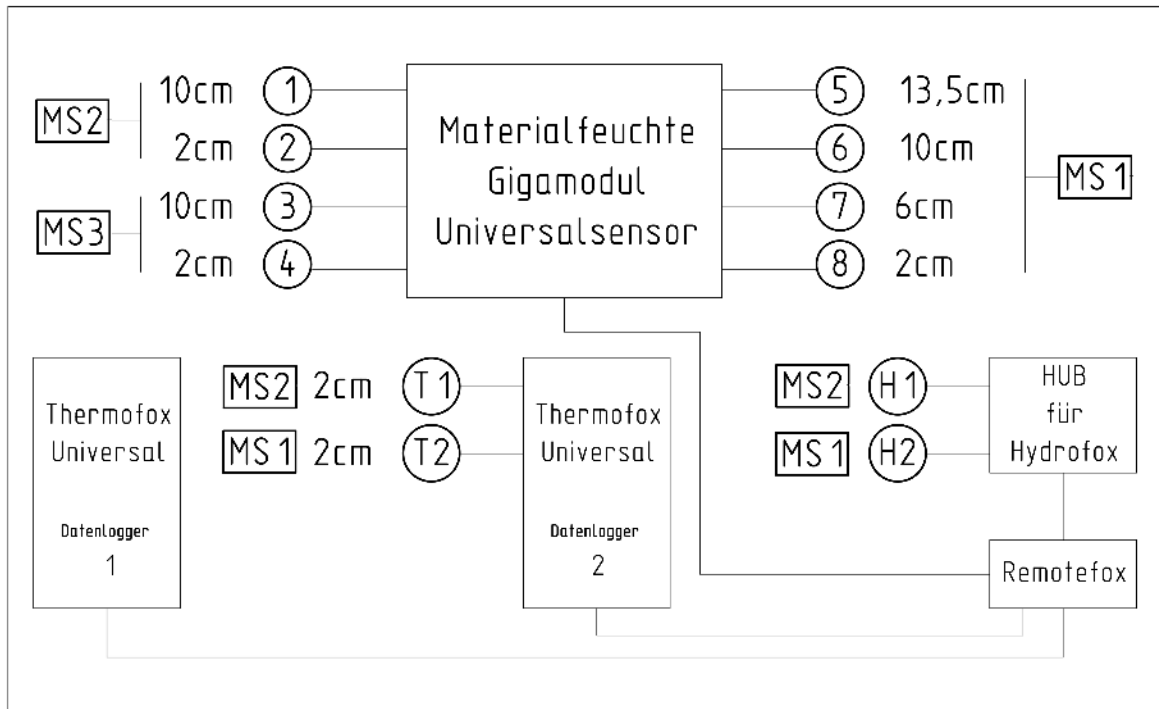 MS2
10cm 1
2cm 2
MS3
10cm 3
2cm 4
Materialfeuchte
Gigamodul
Universalsensor
5 13,5cm
6 10cm
7 6cm
8 2cm
MS1
Thermofox
Universal
Datenlogger
1
MS2 2cm T1
MS1 2cm T2
Thermofox
Universal
Datenlogger
2
MS2 H1
MS1 H2
HUB
für
Hydrofox
Remotefox